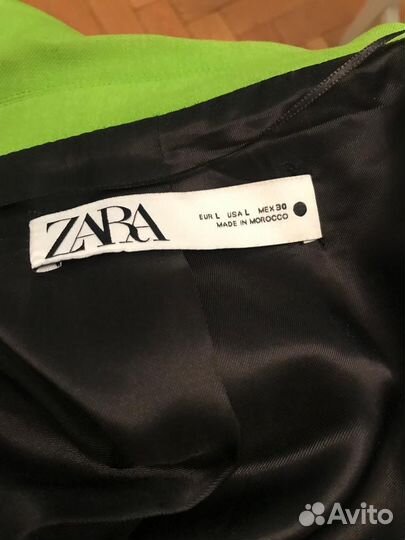 ZARA
EUR L USA L MEX 30
MADE IN MOROCCO
Avito